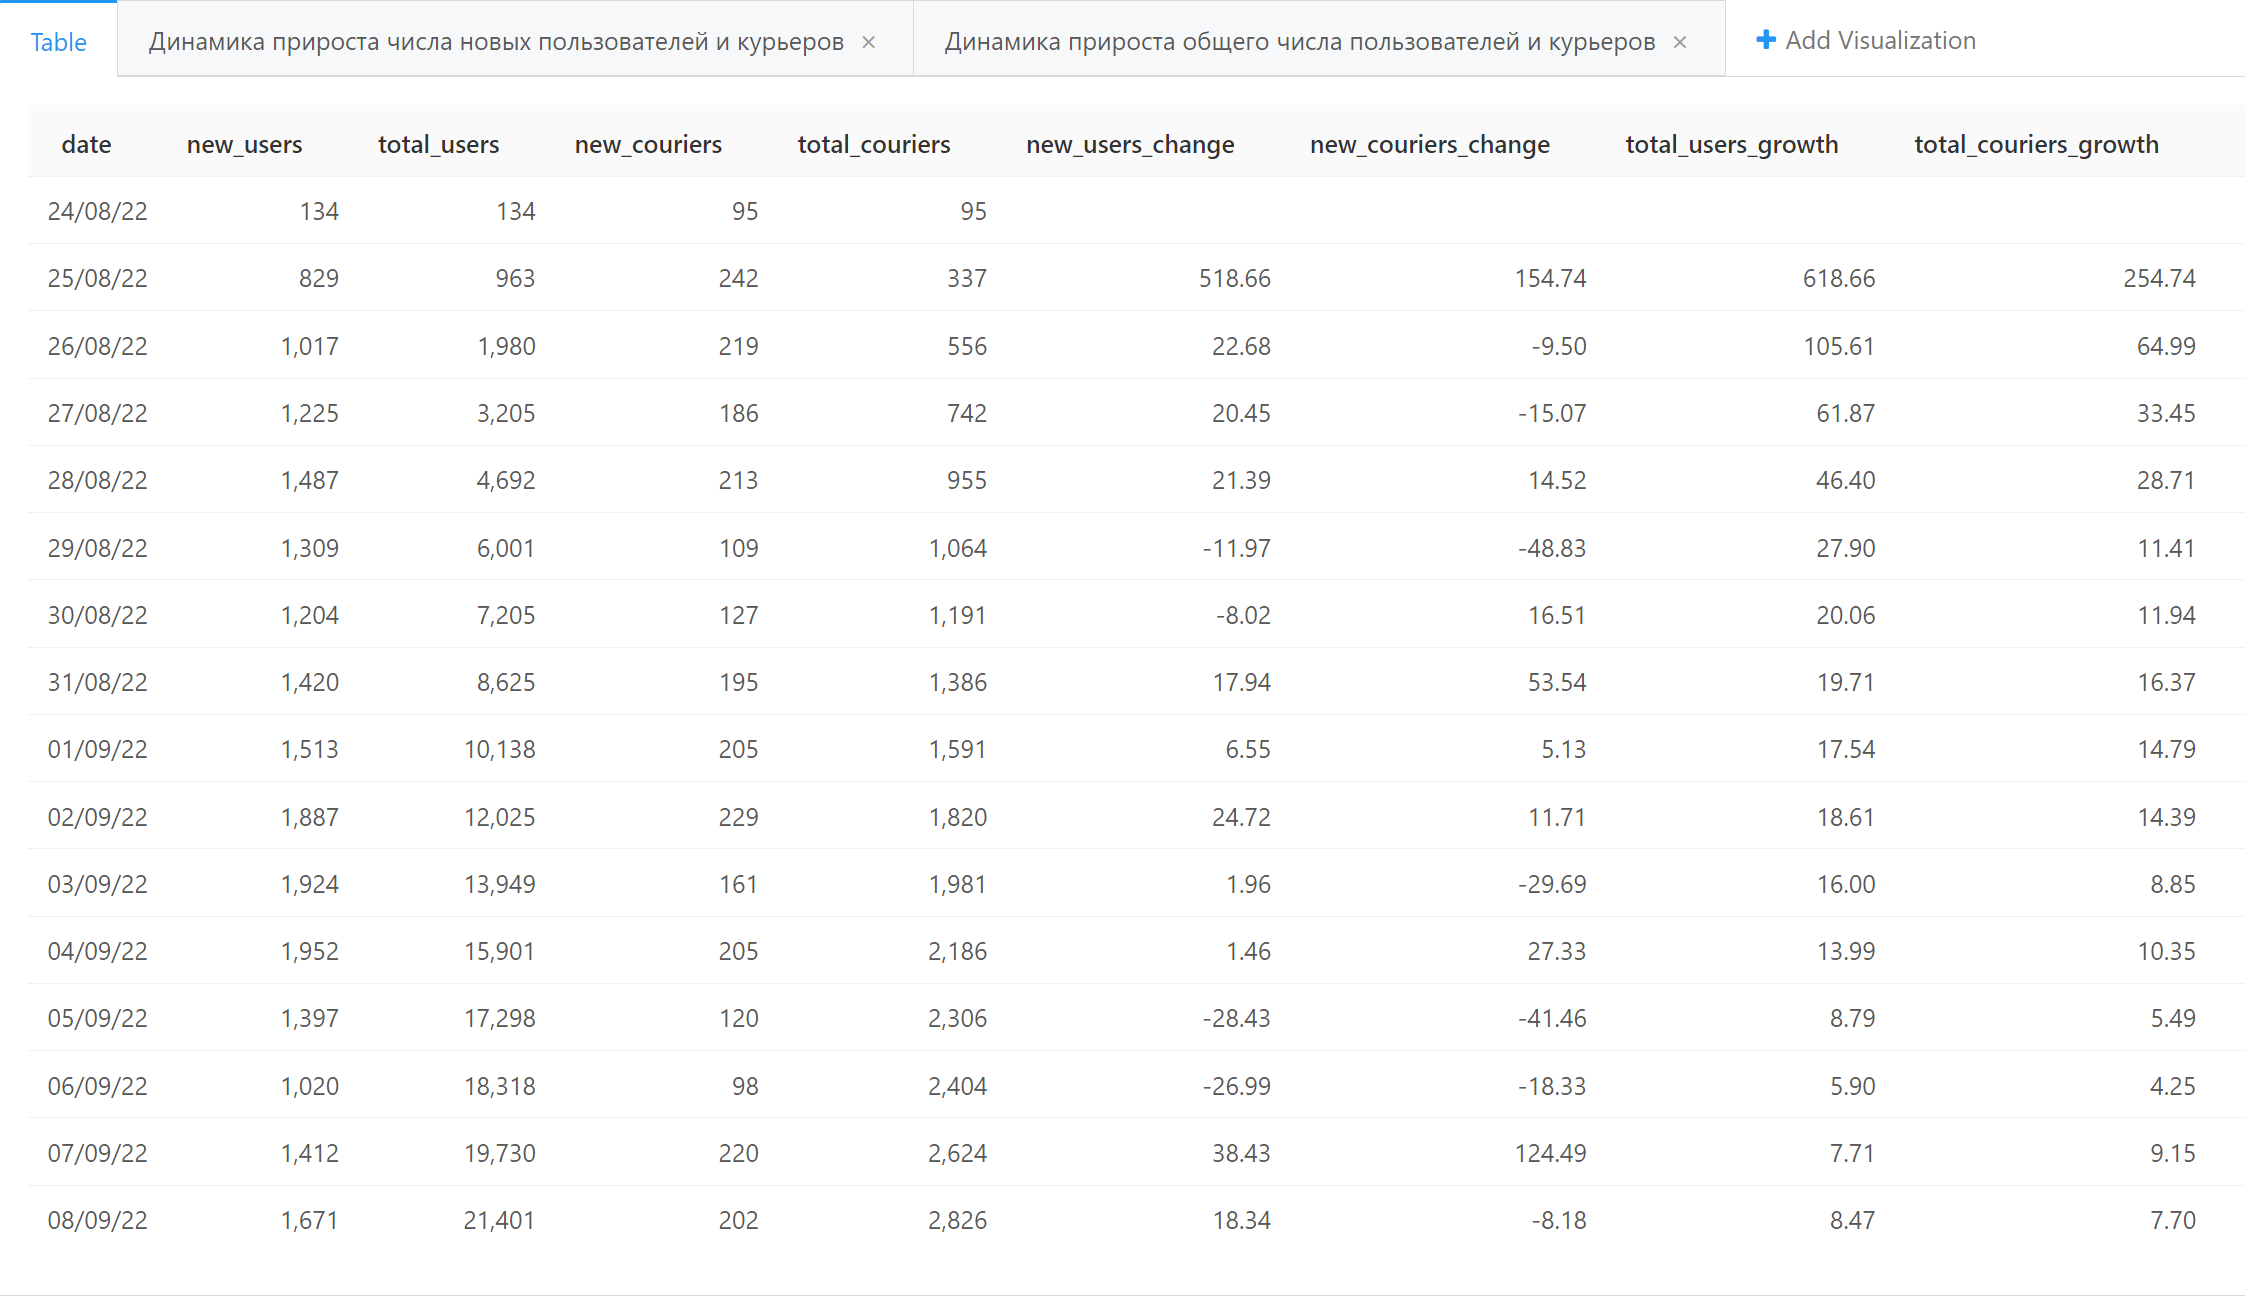 Table Динамика прироста числа новых пользователей и курьеров × Динамика прироста общего числа пользователей и курьеров × + Add Visualization
date new_users total_users new_couriers total_couriers new_users_change new_couriers_change total_users_growth total_couriers_growth
24/08/22 134 134 95 95
25/08/22 829 963 242 337 518.66 154.74 618.66 254.74
26/08/22 1,017 1,980 219 556 22.68 -9.50 105.61 64.99
27/08/22 1,225 3,205 186 742 20.45 -15.07 61.87 33.45
28/08/22 1,487 4,692 213 955 21.39 14.52 46.40 28.71
29/08/22 1,309 6,001 109 1,064 -11.97 -48.83 27.90 11.41
30/08/22 1,204 7,205 127 1,191 -8.02 16.51 20.06 11.94
31/08/22 1,420 8,625 195 1,386 17.94 53.54 19.71 16.37
01/09/22 1,513 10,138 205 1,591 6.55 5.13 17.54 14.79
02/09/22 1,887 12,025 229 1,820 24.72 11.71 18.61 14.39
03/09/22 1,924 13,949 161 1,981 1.96 -29.69 16.00 8.85
04/09/22 1,952 15,901 205 2,186 1.46 27.33 13.99 10.35
05/09/22 1,397 17,298 120 2,306 -28.43 -41.46 8.79 5.49
06/09/22 1,020 18,318 98 2,404 -26.99 -18.33 5.90 4.25
07/09/22 1,412 19,730 220 2,624 38.43 124.49 7.71 9.15
08/09/22 1,671 21,401 202 2,826 18.34 -8.18 8.47 7.70